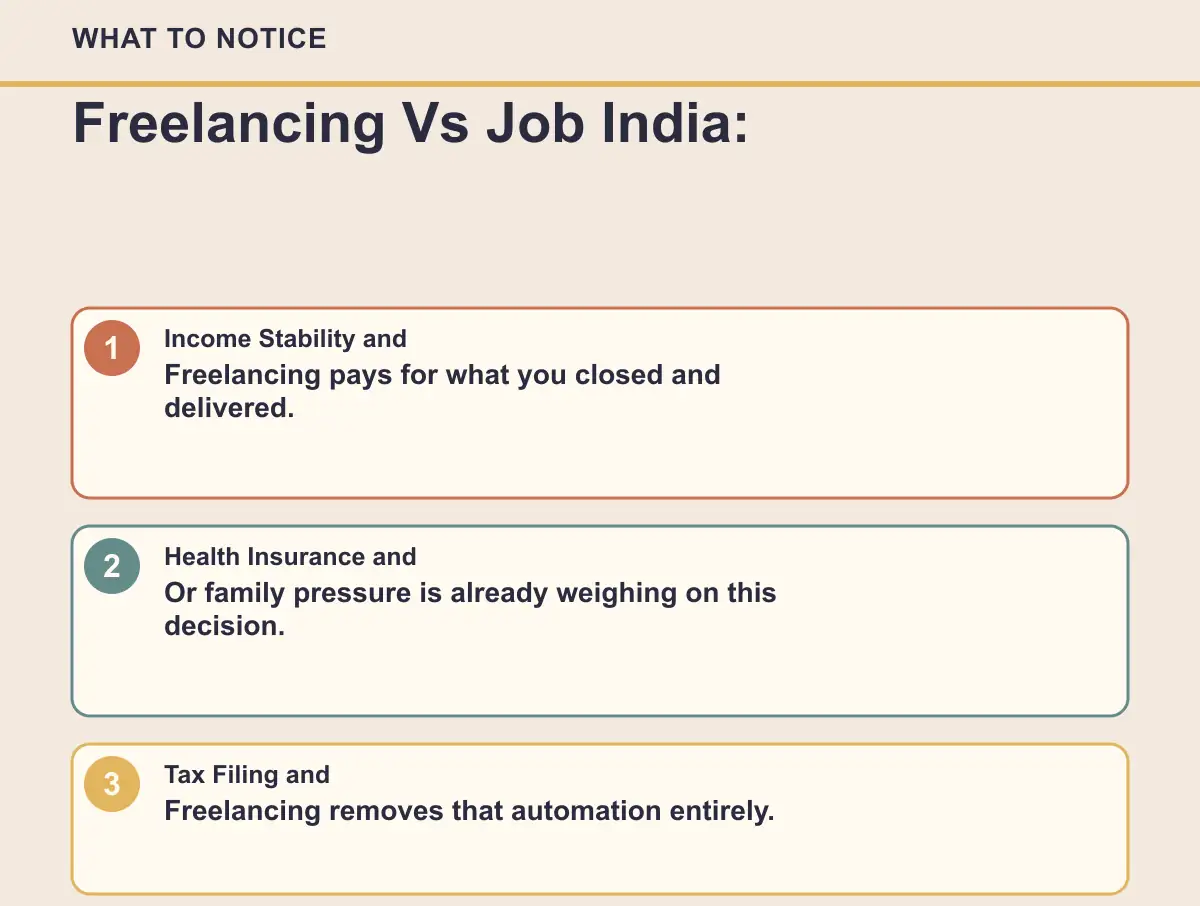 WHAT TO NOTICE
Freelancing Vs Job India:
1
Income Stability and
Freelancing pays for what you closed and
delivered.
2
Health Insurance and
Or family pressure is already weighing on this
decision.
3
Tax Filing and
Freelancing removes that automation entirely.